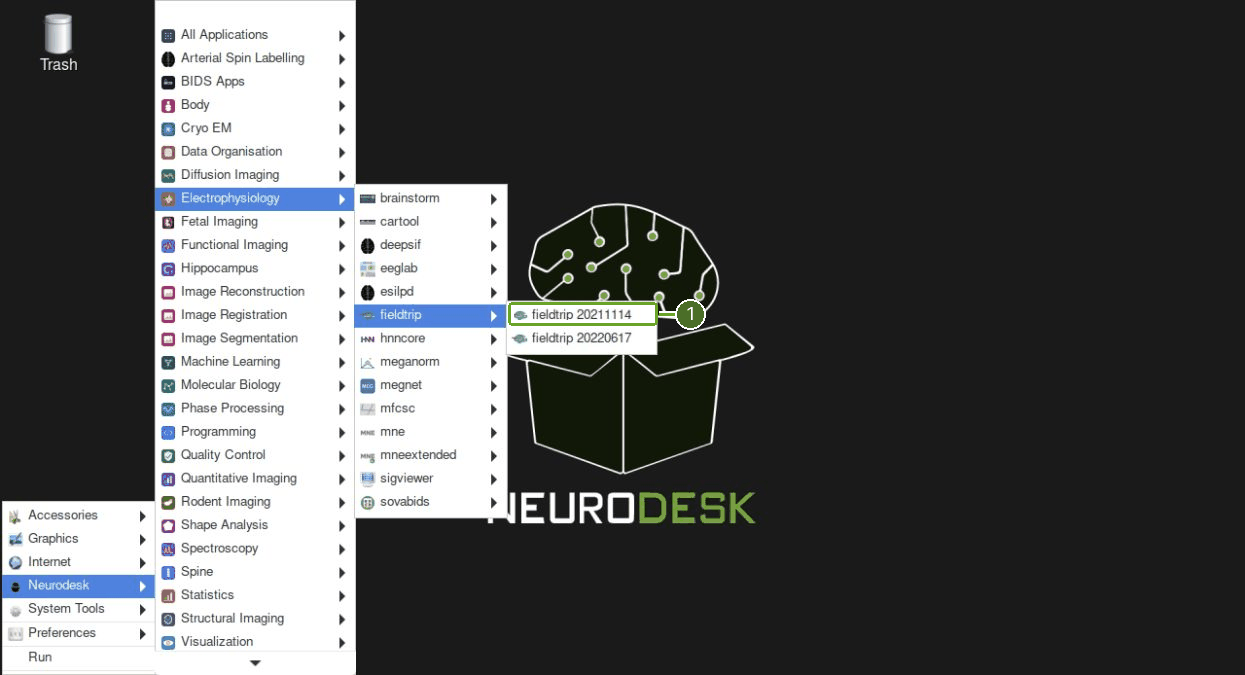 Trash
All Applications
Arterial Spin Labelling
BIDS Apps
Body
Cryo EM
Data Organisation
Diffusion Imaging
Electrophysiology
Fetal Imaging
Functional Imaging
Hippocampus
Image Reconstruction
Image Registration
Image Segmentation
Machine Learning
Molecular Biology
Phase Processing
Programming
Quality Control
Quantitative Imaging
Rodent Imaging
Shape Analysis
Spectroscopy
Spine
Statistics
Structural Imaging
Visualization
brainstorm
cartool
deepsif
eeglab
esilpd
fieldtrip
hnncore
meganorm
megnet
mfcsc
mne
mneextended
sigviewer
sovabids
fieldtrip 20211114
fieldtrip 20220617
1
NEURODESK
Accessories
Graphics
Internet
Neurodesk
System Tools
Preferences
Run